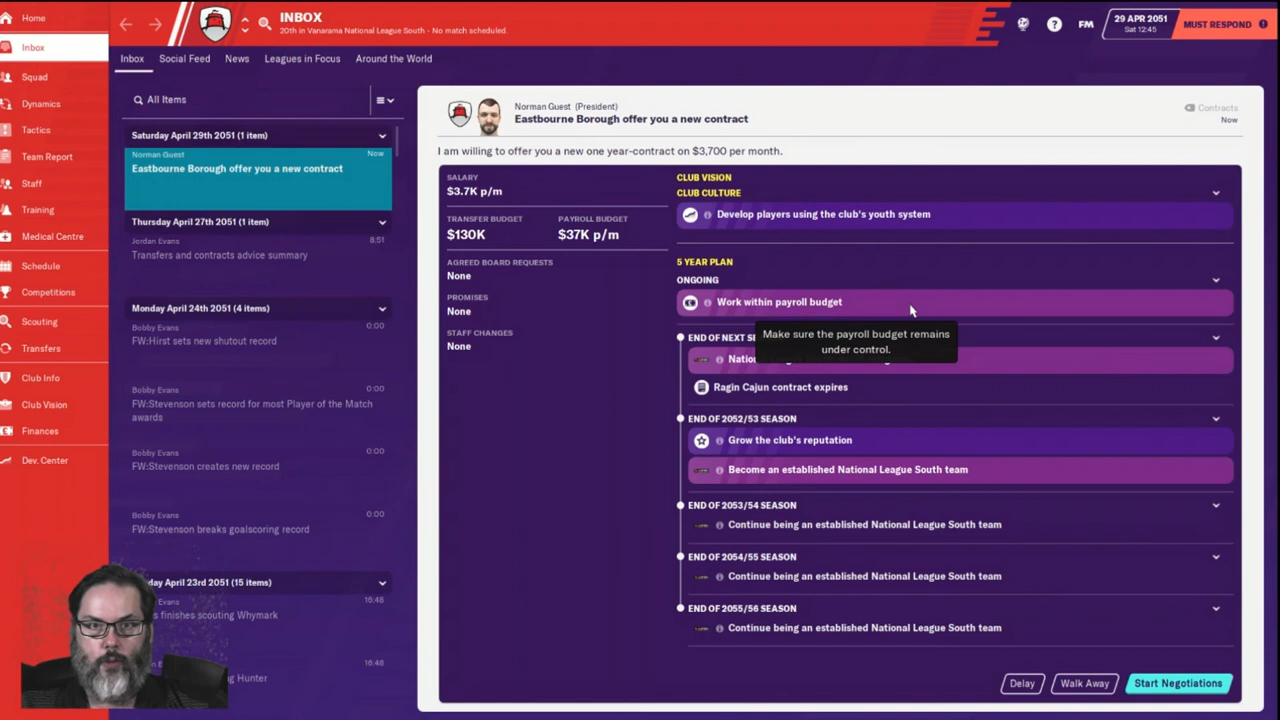 Home
INBOX
20th in Vanarama National League South - No match scheduled.
?
FM
29 APR 2051
Sat 12:45
MUST RESPOND
Inbox
Squad
Dynamics
Tactics
Team Report
Staff
Training
Medical Centre
Schedule
Competitions
Scouting
Transfers
Club Info
Club Vision
Finances
Dev. Center
Inbox
Social Feed
News
Leagues in Focus
Around the World
All Items
Saturday April 29th 2051 (1 item)
Norman Guest
Now
Eastbourne Borough offer you a new contract
Thursday April 27th 2051 (1 item)
Jordan Evans
8:51
Transfers and contracts advice summary
Monday April 24th 2051 (4 items)
Bobby Evans
0:00
FW:Hirst sets new shutout record
Bobby Evans
0:00
FW:Stevenson sets record for most Player of the Match
awards
Bobby Evans
0:00
FW:Stevenson creates new record
Bobby Evans
0:00
FW:Stevenson breaks goalscoring record
day April 23rd 2051 (15 items)
Evans
16:48
s finishes scouting Whymark
16:48
Hunter
Norman Guest (President)
Eastbourne Borough offer you a new contract
Contracts
Now
I am willing to offer you a new one year-contract on $3,700 per month.
SALARY
$3.7K p/m
TRANSFER BUDGET
$130K
PAYROLL BUDGET
$37K p/m
AGREED BOARD REQUESTS
None
PROMISES
None
STAFF CHANGES
None
CLUB VISION
CLUB CULTURE
Develop players using the club's youth system
5 YEAR PLAN
ONGOING
Work within payroll budget
Make sure the payroll budget remains
under control.
END OF NEXT SE
Nation
Ragin Cajun contract expires
END OF 2052/53 SEASON
Grow the club's reputation
Become an established National League South team
END OF 2053/54 SEASON
Continue being an established National League South team
END OF 2054/55 SEASON
Continue being an established National League South team
END OF 2055/56 SEASON
Continue being an established National League South team
Delay
Walk Away
Start Negotiations